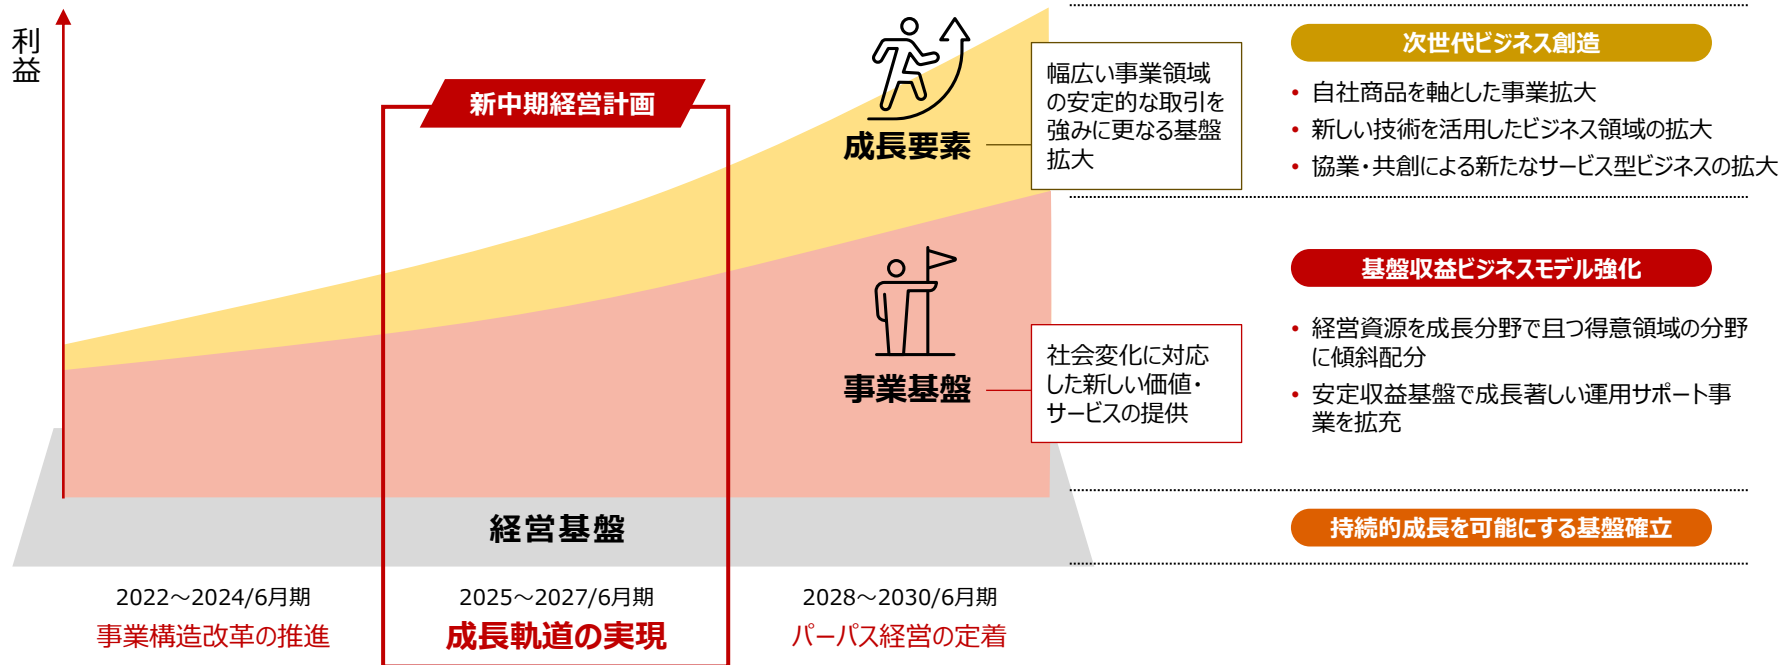 利益
新中期経営計画
成長要素
幅広い事業領域
の安定的な取引を
強みに更なる基盤
拡大
次世代ビジネス創造
• 自社商品を軸とした事業拡大
• 新しい技術を活用したビジネス領域の拡大
• 協業・共創による新たなサービス型ビジネスの拡大
事業基盤
社会変化に対応
した新しい価値・
サービスの提供
基盤収益ビジネスモデル強化
• 経営資源を成長分野で且つ得意領域の分野
に傾斜配分
• 安定収益基盤で成長著しい運用サポート事
業を拡充
経営基盤
持続的成長を可能にする基盤確立
2022～2024/6月期
事業構造改革の推進
2025～2027/6月期
成長軌道の実現
2028～2030/6月期
パーパス経営の定着